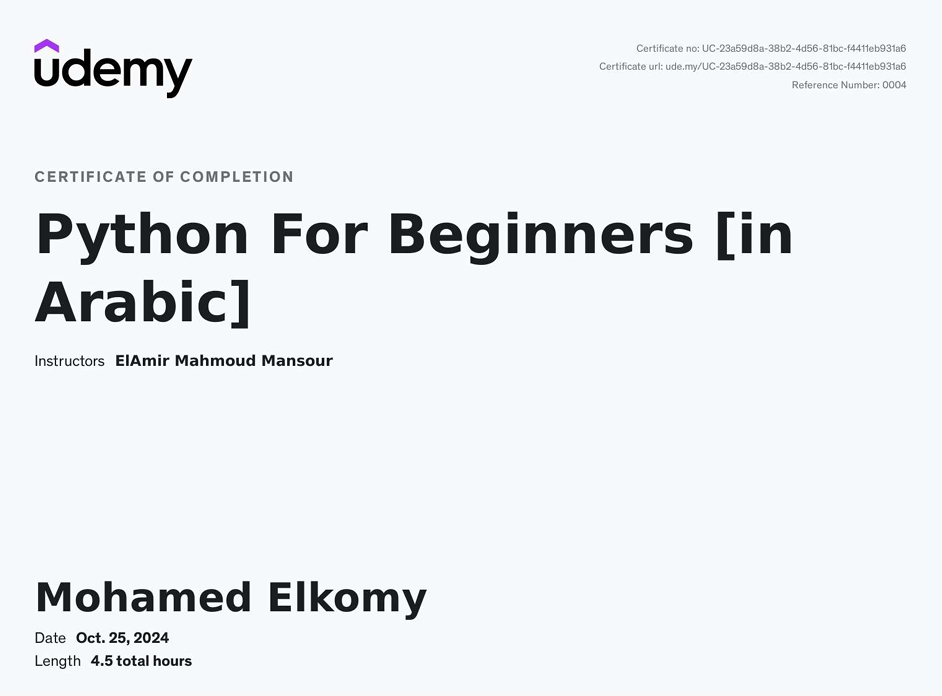 udemy
Certificate no: UC-23a59d8a-38b2-4d56-81bc-f4411eb931a6
Certificate url: ude.my/UC-23a59d8a-38b2-4d56-81bc-f4411eb931a6
Reference Number: 0004
CERTIFICATE OF COMPLETION
Python For Beginners [in
Arabic]
Instructors ElAmir Mahmoud Mansour
Mohamed Elkomy
Date Oct. 25, 2024
Length 4.5 total hours